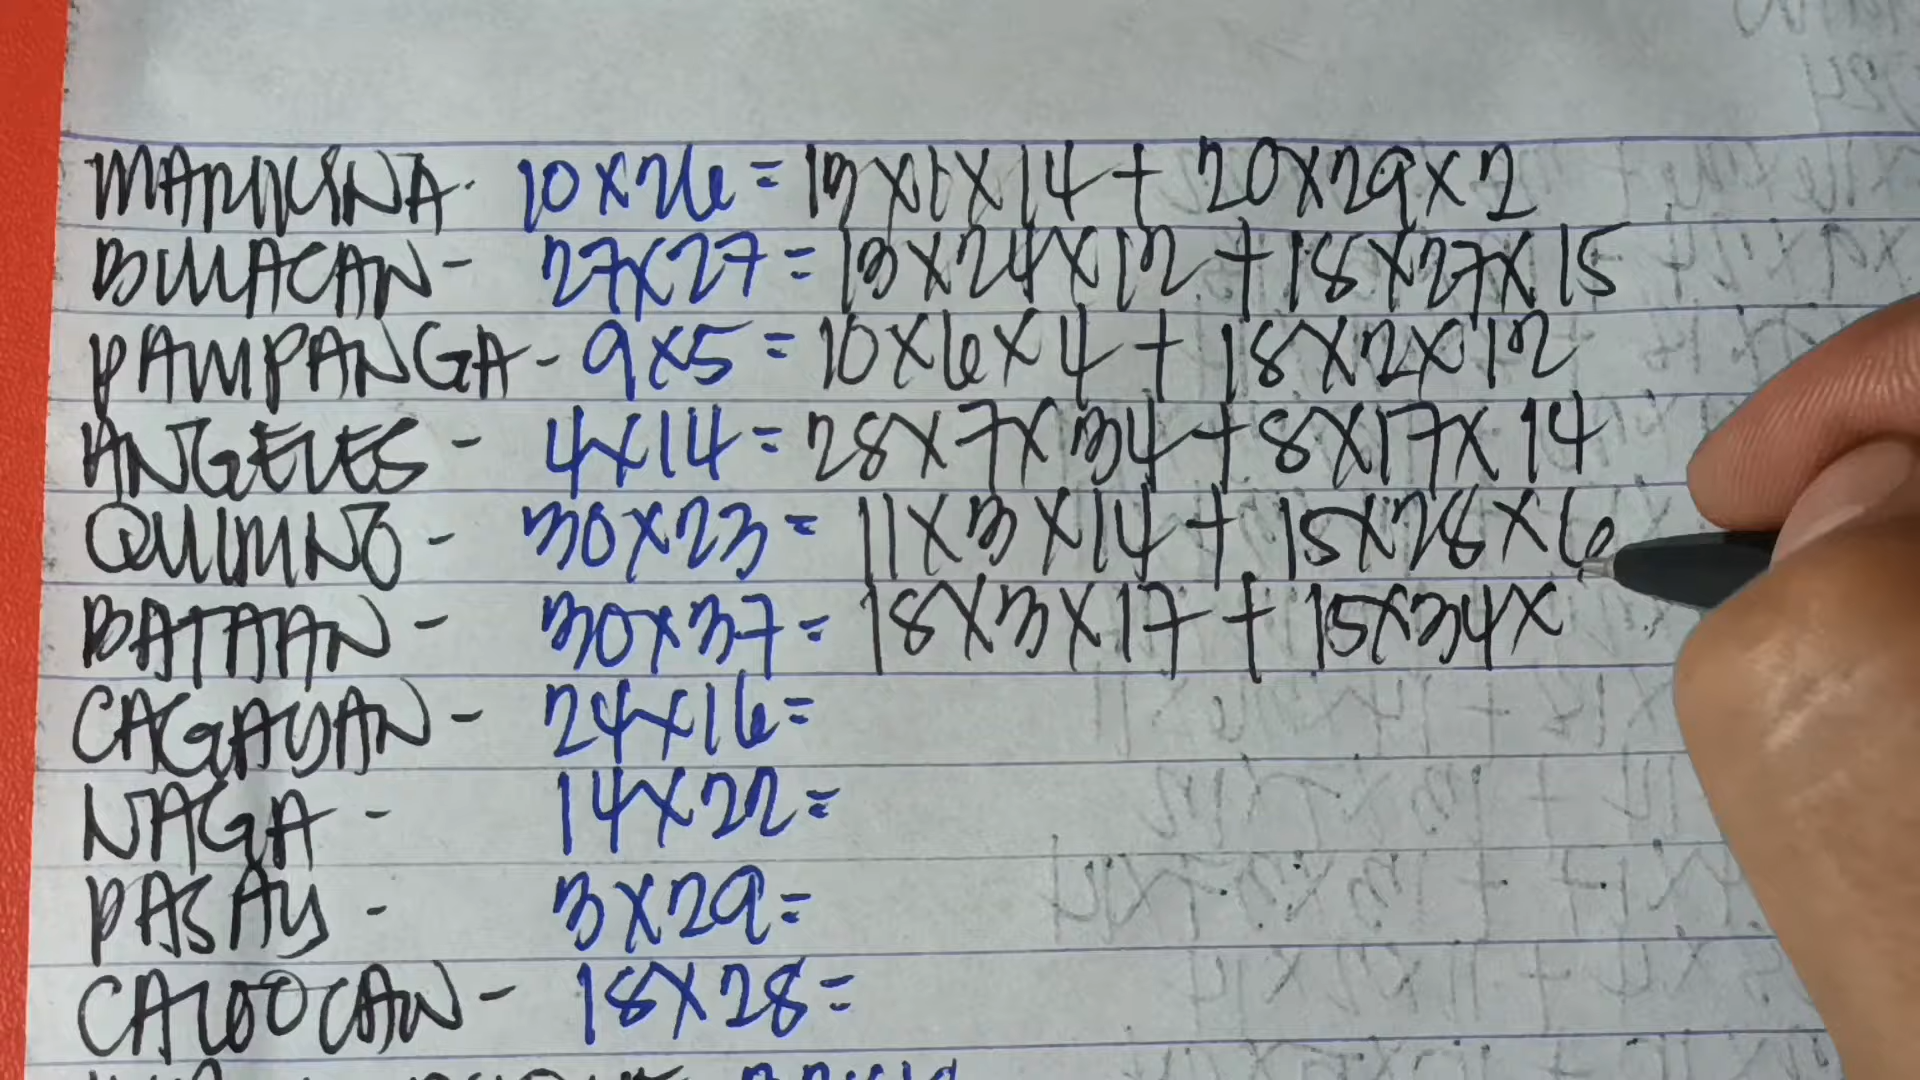 MARIKINA - 10x26 = 13x1x14 + 20x29x2
BULACAN - 27x27 = 13x24x12 + 18x27x15
PAMPANGA - 9x5 = 10x6x4 + 18x2x12
ANGELES - 4x14 = 28x7x34 + 8x17x14
QUIRINO - 30x23 = 11x3x14 + 15x28x6
BATAAN - 30x37 = 18x3x17 + 15x34x
CAGAYAN - 24x16 =
NAGA - 14x22 =
PASAY - 3x29 =
CALOOCAN - 18x28 =